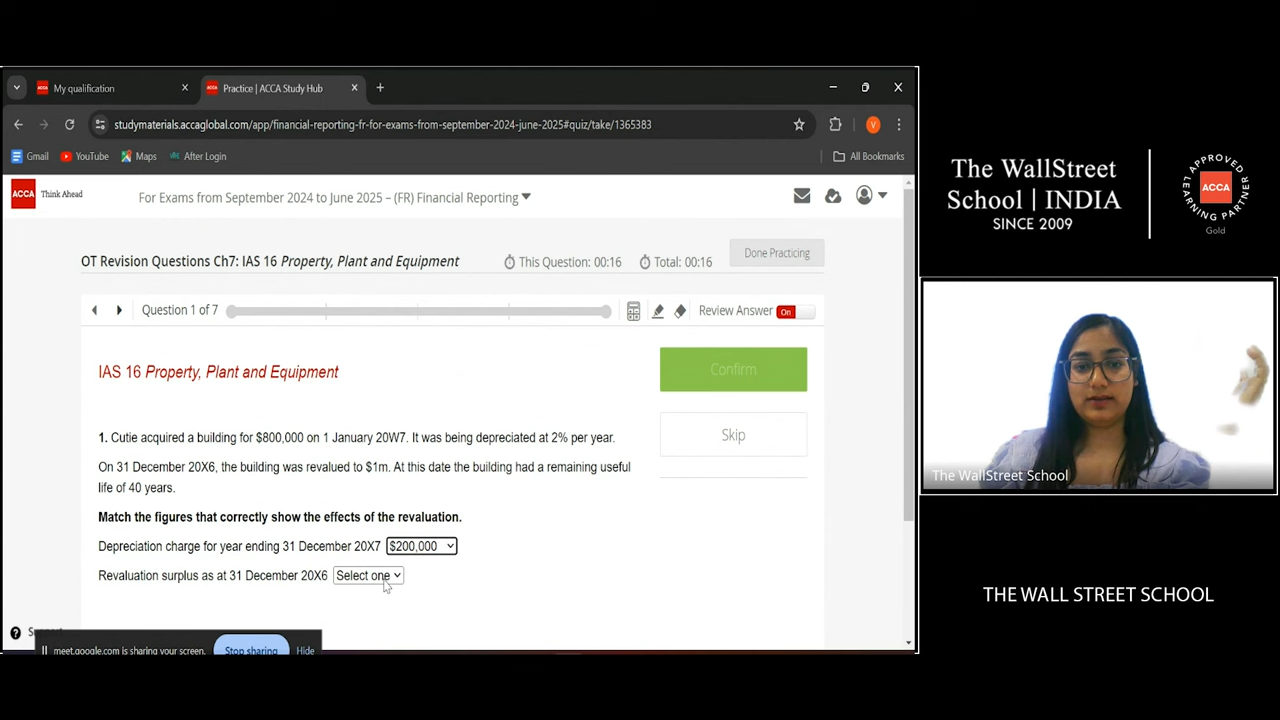 My qualification
Practice | ACCA Study Hub
studymaterials.accaglobal.com/app/financial-reporting-fr-for-exams-from-september-2024-june-2025#quiz/take/1365383
V
Gmail
YouTube
Maps
After Login
All Bookmarks
ACCA
Think Ahead
For Exams from September 2024 to June 2025 – (FR) Financial Reporting
OT Revision Questions Ch7: IAS 16 Property, Plant and Equipment
This Question: 00:16
Total: 00:16
Done Practicing
Question 1 of 7
Review Answer
On
IAS 16 Property, Plant and Equipment
Confirm
Skip
1. Cutie acquired a building for $800,000 on 1 January 20W7. It was being depreciated at 2% per year.
On 31 December 20X6, the building was revalued to $1m. At this date the building had a remaining useful
life of 40 years.
Match the figures that correctly show the effects of the revaluation.
Depreciation charge for year ending 31 December 20X7 $200,000
Revaluation surplus as at 31 December 20X6 Select one
meet.google.com is sharing your screen.
Stop sharing
Hide
The WallStreet
School | INDIA
SINCE 2009
APPROVED
LEARNING PARTNER
ACCA
Gold
The WallStreet School
THE WALL STREET SCHOOL